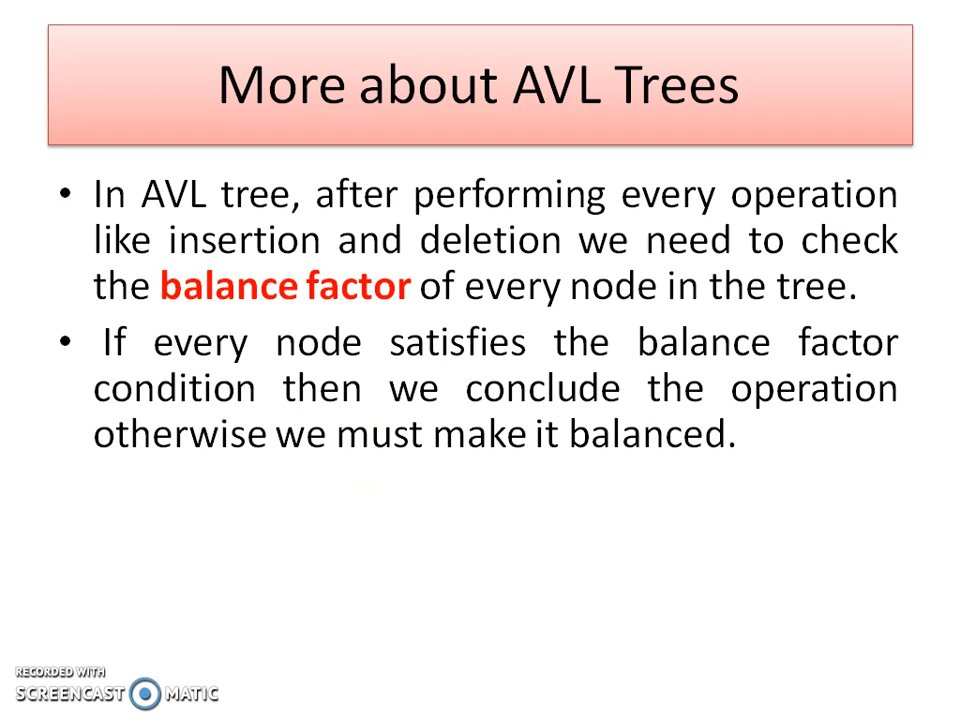 More about AVL Trees
• In AVL tree, after performing every operation
like insertion and deletion we need to check
the balance factor of every node in the tree.
• If every node satisfies the balance factor
condition then we conclude the operation
otherwise we must make it balanced.
RECORDED WITH
SCREENCAST MATIC